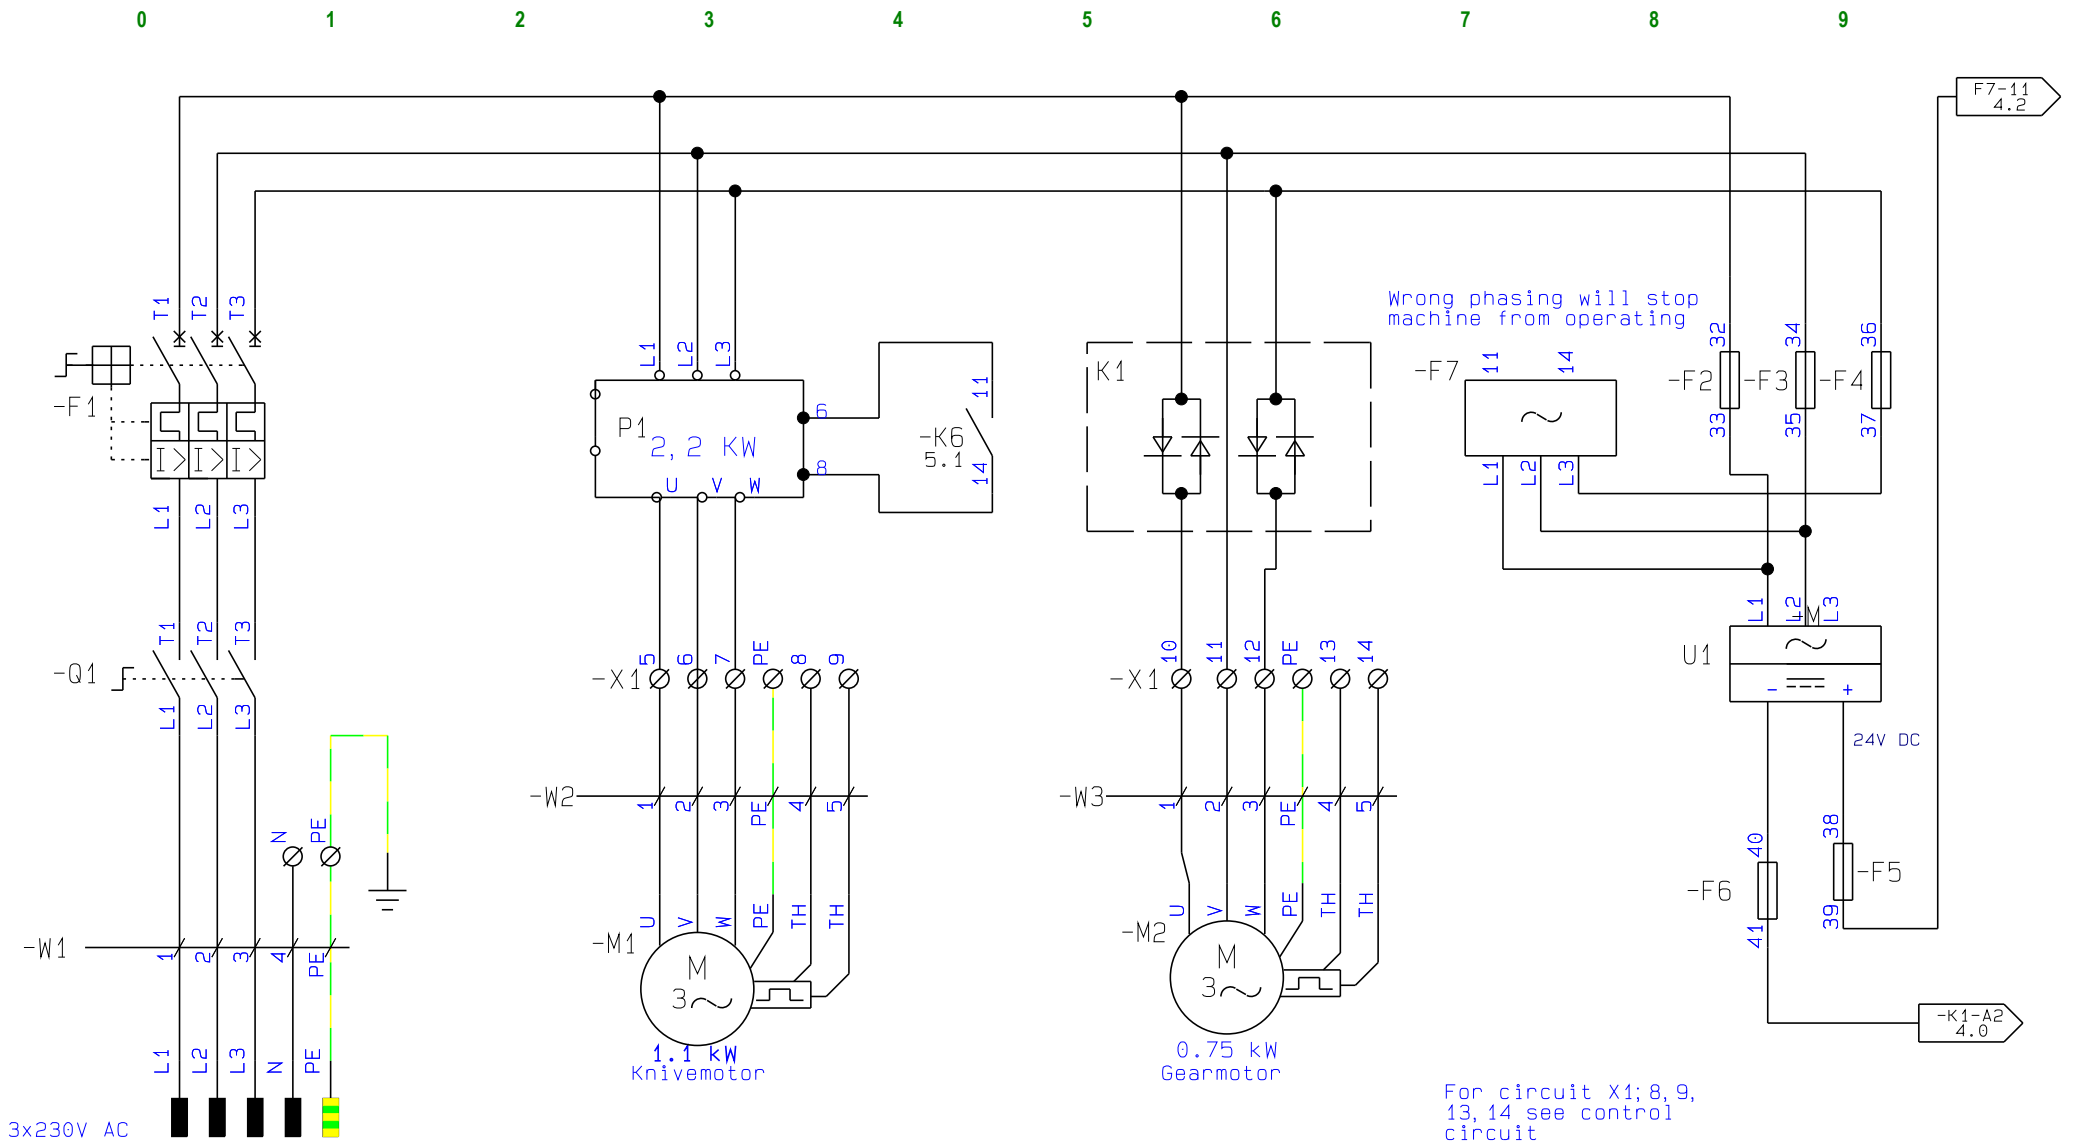 0 1 2 3 4 5 6 7 8 9
F7-11
4.2
T1 T2 T3
-F1
I> I> I>
L1 L2 L3
T1 T2 T3
-Q1
L1 L2 L3
N PE
-W1
1 2 3 4 PE
L1 L2 L3 N PE
3x230V AC
L1 L2 L3
P1
2,2 KW
6
8
U V W
11
-K6
5.1
14
-X1
5 6 7 PE 8 9
-W2
1 2 3 PE 4 5
U V W PE TH TH
-M1
M
3
1.1 kW
Knivemotor
K1
-X1
10 11 12 PE 13 14
-W3
1 2 3 PE 4 5
U V W PE TH TH
-M2
M
3
0.75 kW
Gearmotor
Wrong phasing will stop
machine from operating
-F7
11 14
L1 L2 L3
32 34 36
-F2 -F3 -F4
33 35 37
L1 L2 L3
-M
U1
- +
24V DC
40 38
-F6 -F5
41 39
-K1-A2
4.0
For circuit X1;8,9,
13,14 see control
circuit